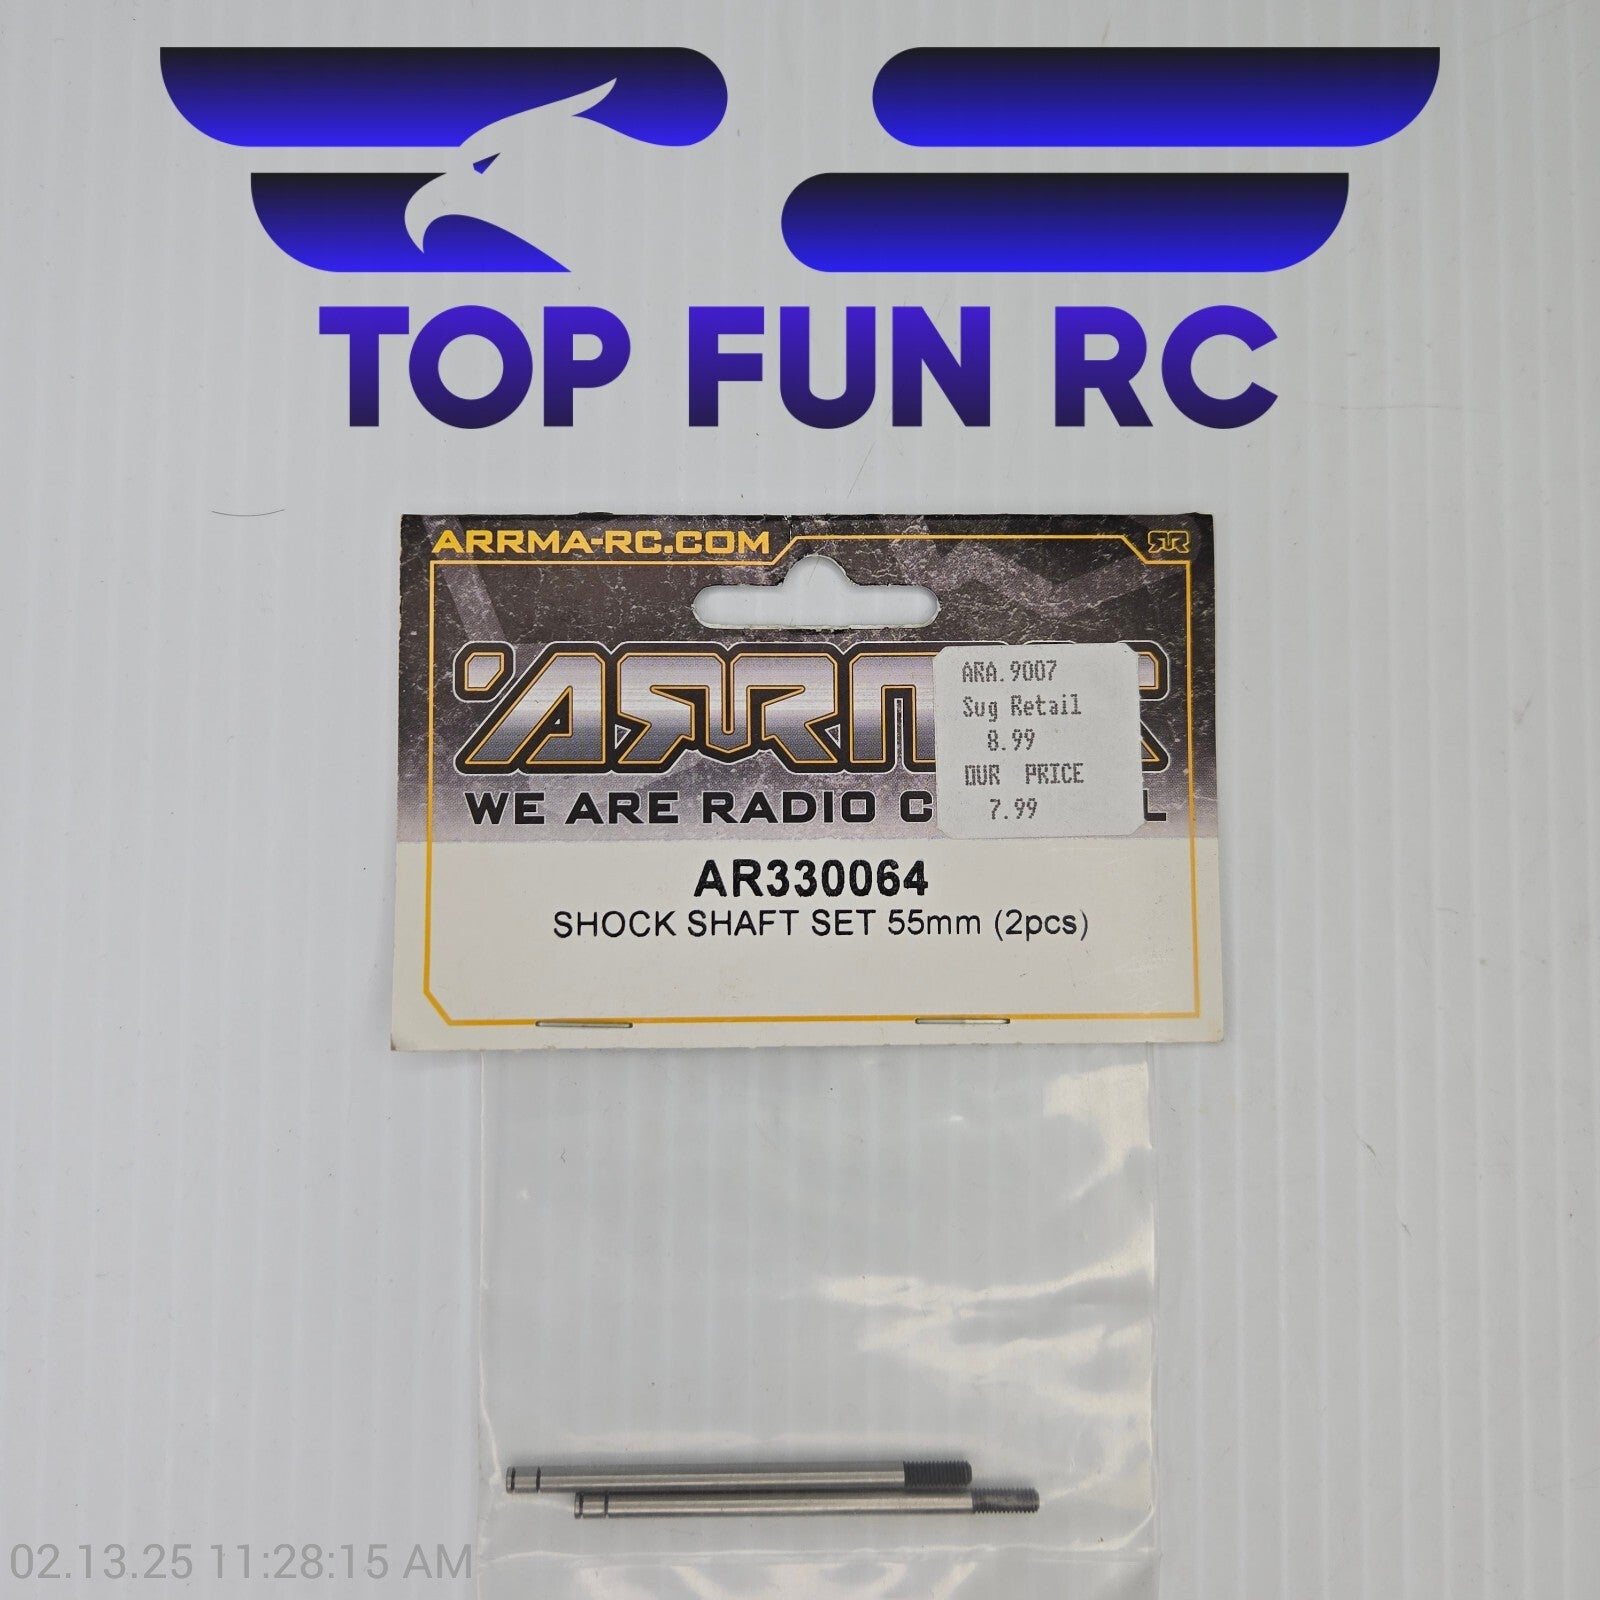 TOP FUN RC
ARRMA-RC.COM
ARRMA
WE ARE RADIO C L
ARA.9007
Sug Retail
8.99
OUR PRICE
7.99
AR330064
SHOCK SHAFT SET 55mm (2pcs)
02.13.25 11:28:15 AM